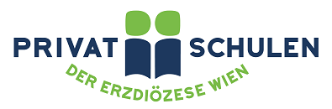 PRIVAT SCHULEN
DER ERZDIÖZESE WIEN